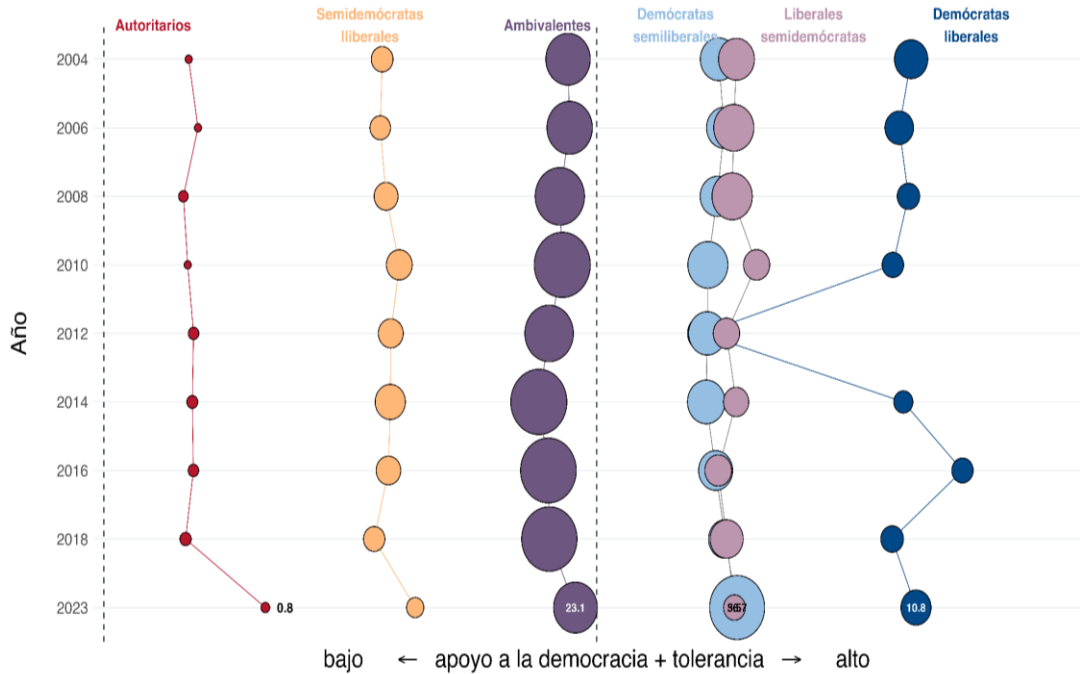 Autoritarios
Semidemócratas
Iliberales
Ambivalentes
Demócratas
semiliberales
Liberales
semidemócratas
Demócratas
liberales
Año
2004
2006
2008
2010
2012
2014
2016
2018
2023
0.8
23.1
10.8
bajo ← apoyo a la democracia + tolerancia → alto